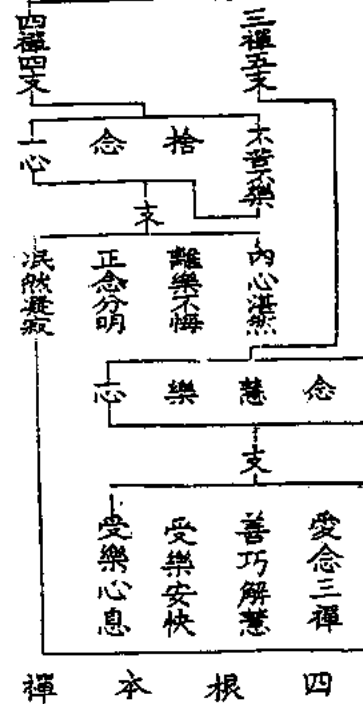 三禪五支
四禪四支
不苦不樂
捨
念
一心
支
內心湛然
離樂不悔
正念分明
泯然凝寂
念
慧
樂
一心
支
愛念三禪
善巧解慧
受樂安快
受樂心息
四根本禪